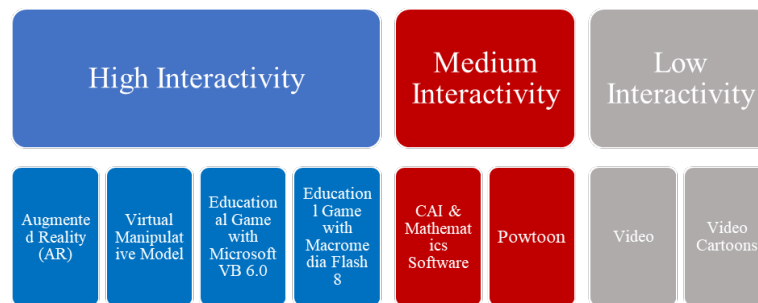 High Interactivity
Medium
Interactivity
Low
Interactivity
Augmente
d Reality
(AR)
Virtual
Manipulat
ive Model
Education
al Game
with
Microsoft
VB 6.0
Education
l Game
with
Macrome
dia Flash
8
CAI &
Mathemat
ics
Software
Powtoon
Video
Video
Cartoons